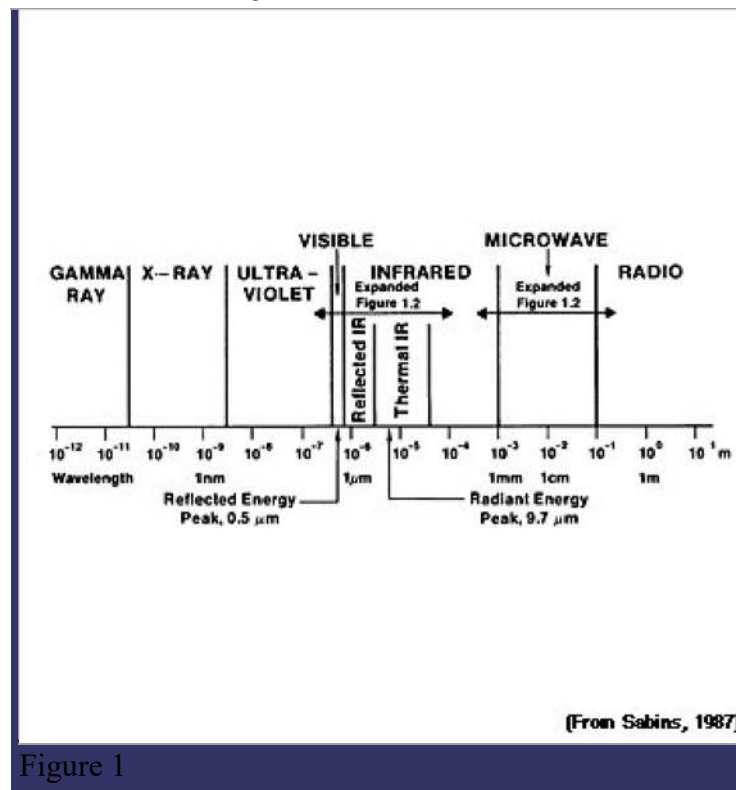 VISIBLE
MICROWAVE
GAMMA RAY
X-RAY
ULTRA-VIOLET
INFRARED
RADIO
Expanded Figure 1.2
Expanded Figure 1.2
Reflected IR
Thermal IR
10⁻¹² 10⁻¹¹ 10⁻¹⁰ 10⁻⁹ 10⁻⁸ 10⁻⁷ 10⁻⁶ 10⁻⁵ 10⁻⁴ 10⁻³ 10⁻² 10⁻¹ 10⁰ 10¹ m
Wavelength 1nm 1μm 1mm 1cm 1m
Reflected Energy
Peak, 0.5 μm
Radiant Energy
Peak, 9.7 μm
(From Sabins, 1987)
Figure 1